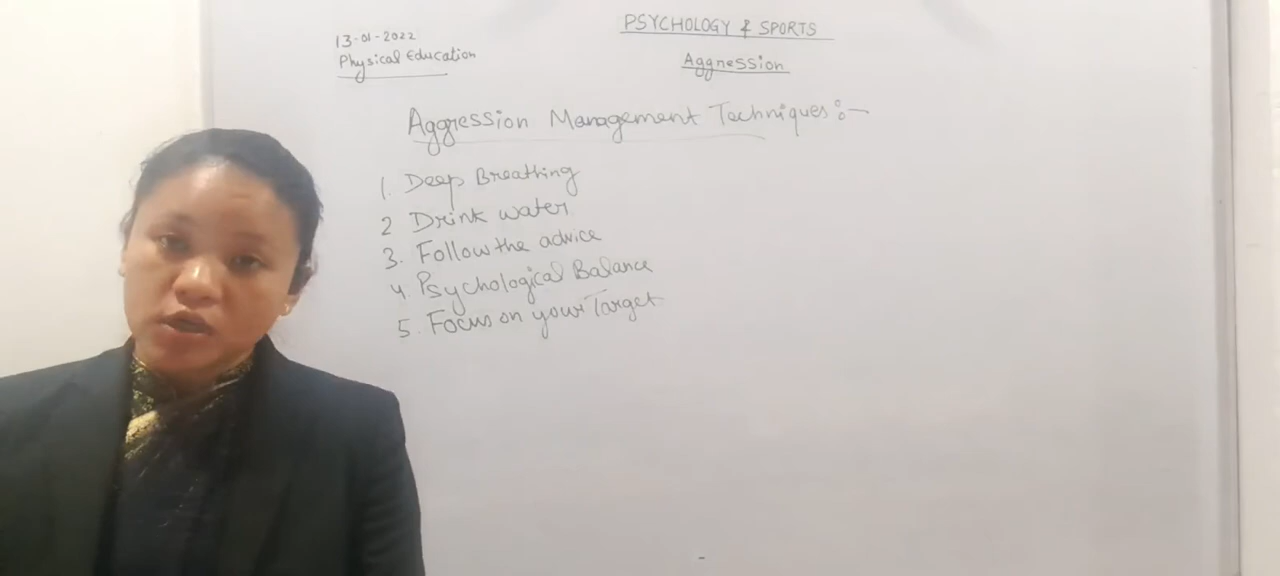 13-01-2022
Physical Education
PSYCHOLOGY & SPORTS
Aggression
Aggression Management Techniques :-
1. Deep Breathing
2 Drink water
3. Follow the advice
4 Psychological Balance
5. Focus on your Target